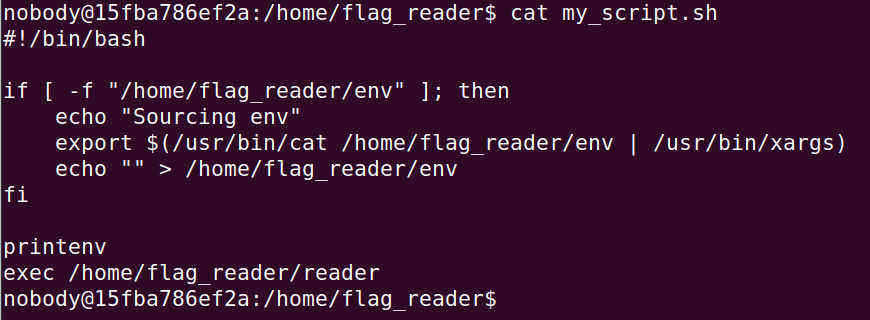 nobody@15fba786ef2a:/home/flag_reader$ cat my_script.sh
#!/bin/bash

if [ -f "/home/flag_reader/env" ]; then
    echo "Sourcing env"
    export $(/usr/bin/cat /home/flag_reader/env | /usr/bin/xargs)
    echo "" > /home/flag_reader/env
fi

printenv
exec /home/flag_reader/reader
nobody@15fba786ef2a:/home/flag_reader$